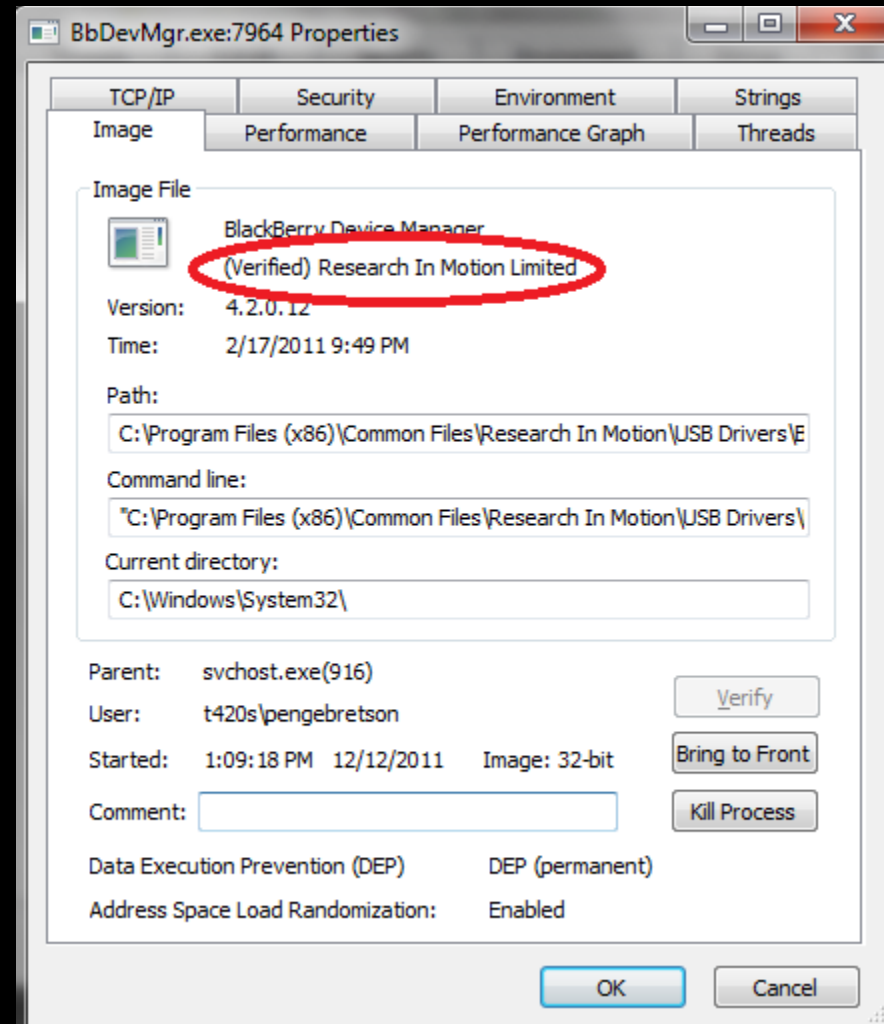 BbDevMgr.exe:7964 Properties
TCP/IP Security Environment Strings
Image Performance Performance Graph Threads
Image File
BlackBerry Device Manager
(Verified) Research In Motion Limited
Version: 4.2.0.12
Time: 2/17/2011 9:49 PM
Path:
C:\Program Files (x86)\Common Files\Research In Motion\USB Drivers\B
Command line:
"C:\Program Files (x86)\Common Files\Research In Motion\USB Drivers\
Current directory:
C:\Windows\System32\
Parent: svchost.exe(916)
Verify
User: t420s\pengebretson
Started: 1:09:18 PM 12/12/2011 Image: 32-bit Bring to Front
Comment: Kill Process
Data Execution Prevention (DEP) DEP (permanent)
Address Space Load Randomization: Enabled
OK Cancel